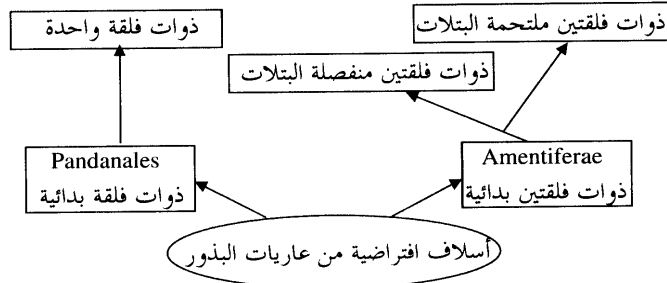 ذوات فلقتين ملتحمة البتلات
ذوات فلقة واحدة
ذوات فلقتين منفصلة البتلات
Amentiferae
ذوات فلقتين بدائية
Pandanales
ذوات فلقة بدائية
أسلاف افتراضية من عاريات البذور